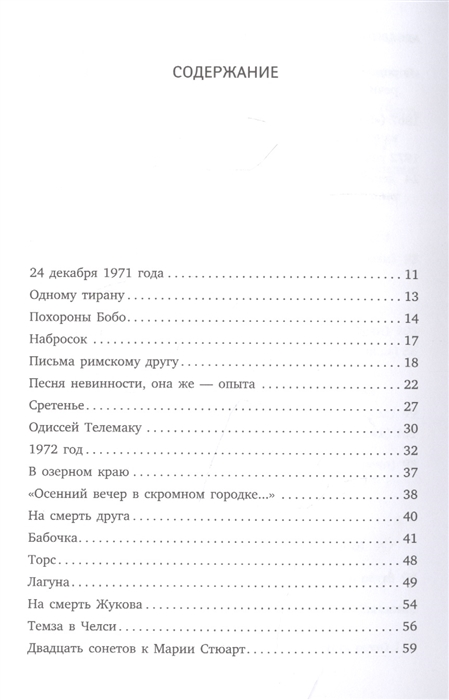 СОДЕРЖАНИЕ
24 декабря 1971 года ........................................ 11
Одному тирану ........................................ 13
Похороны Бобо ........................................ 14
Набросок ........................................ 17
Письма римскому другу ........................................ 18
Песня невинности, она же — опыта ........................................ 22
Сретенье ........................................ 27
Одиссей Телемаку ........................................ 30
1972 год ........................................ 32
В озерном краю ........................................ 37
«Осенний вечер в скромном городке...» ........................................ 38
На смерть друга ........................................ 40
Бабочка ........................................ 41
Торс ........................................ 48
Лагуна ........................................ 49
На смерть Жукова ........................................ 54
Темза в Челси ........................................ 56
Двадцать сонетов к Марии Стюарт ........................................ 59